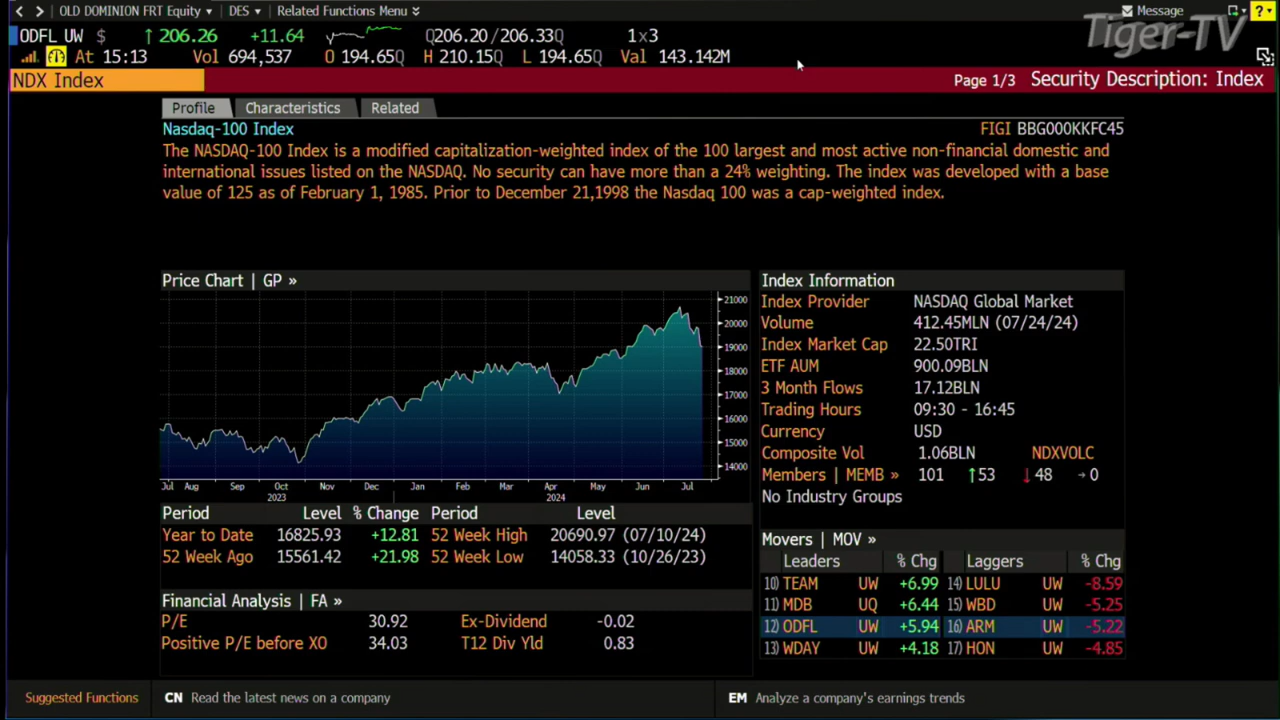 OLD DOMINION FRT Equity ▾ DES ▾ Related Functions Menu Message ?
Tiger-TV
ODFL UW $ ↑ 206.26 +11.64 Q206.20 / 206.33Q 1×3
At 15:13 Vol 694,537 O 194.65Q H 210.15Q L 194.65Q Val 143.142M
NDX Index Page 1/3 Security Description: Index
Profile Characteristics Related
Nasdaq-100 Index FIGI BBG000KKFC45
The NASDAQ-100 Index is a modified capitalization-weighted index of the 100 largest and most active non-financial domestic and
international issues listed on the NASDAQ. No security can have more than a 24% weighting. The index was developed with a base
value of 125 as of February 1, 1985. Prior to December 21,1998 the Nasdaq 100 was a cap-weighted index.
Price Chart | GP »
21000
20000
19000
18000
17000
16000
15000
14000
Jul Aug Sep Oct Nov Dec Jan Feb Mar Apr May Jun Jul
2023 2024
Period Level % Change Period Level
Year to Date 16825.93 +12.81 52 Week High 20690.97 (07/10/24)
52 Week Ago 15561.42 +21.98 52 Week Low 14058.33 (10/26/23)
Financial Analysis | FA »
P/E 30.92 Ex-Dividend -0.02
Positive P/E before XO 34.03 T12 Div Yld 0.83
Index Information
Index Provider NASDAQ Global Market
Volume 412.45MLN (07/24/24)
Index Market Cap 22.50TRI
ETF AUM 900.09BLN
3 Month Flows 17.12BLN
Trading Hours 09:30 - 16:45
Currency USD
Composite Vol 1.06BLN NDXVOLC
Members | MEMB » 101 ↑53 ↓48 →0
No Industry Groups
Movers | MOV »
Leaders % Chg Laggers % Chg
10) TEAM UW +6.99 14) LULU UW -8.59
11) MDB UQ +6.44 15) WBD UW -5.25
12) ODFL UW +5.94 16) ARM UW -5.22
13) WDAY UW +4.18 17) HON UW -4.85
Suggested Functions CN Read the latest news on a company EM Analyze a company's earnings trends